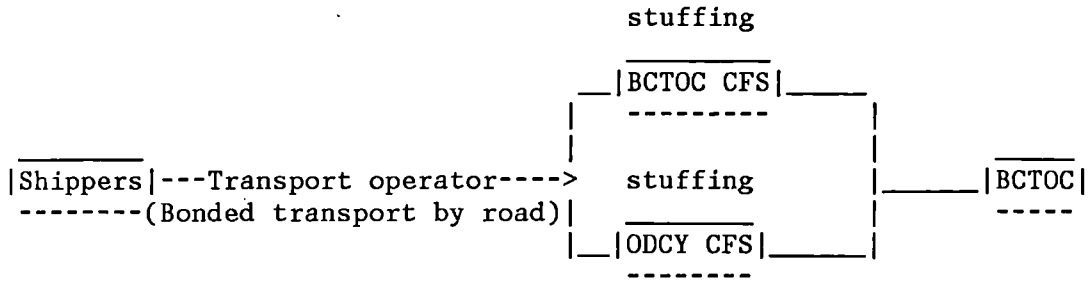 stuffing
|BCTOC CFS|
|Shippers|---Transport operator----> stuffing |BCTOC|
--------(Bonded transport by road)
|ODCY CFS|